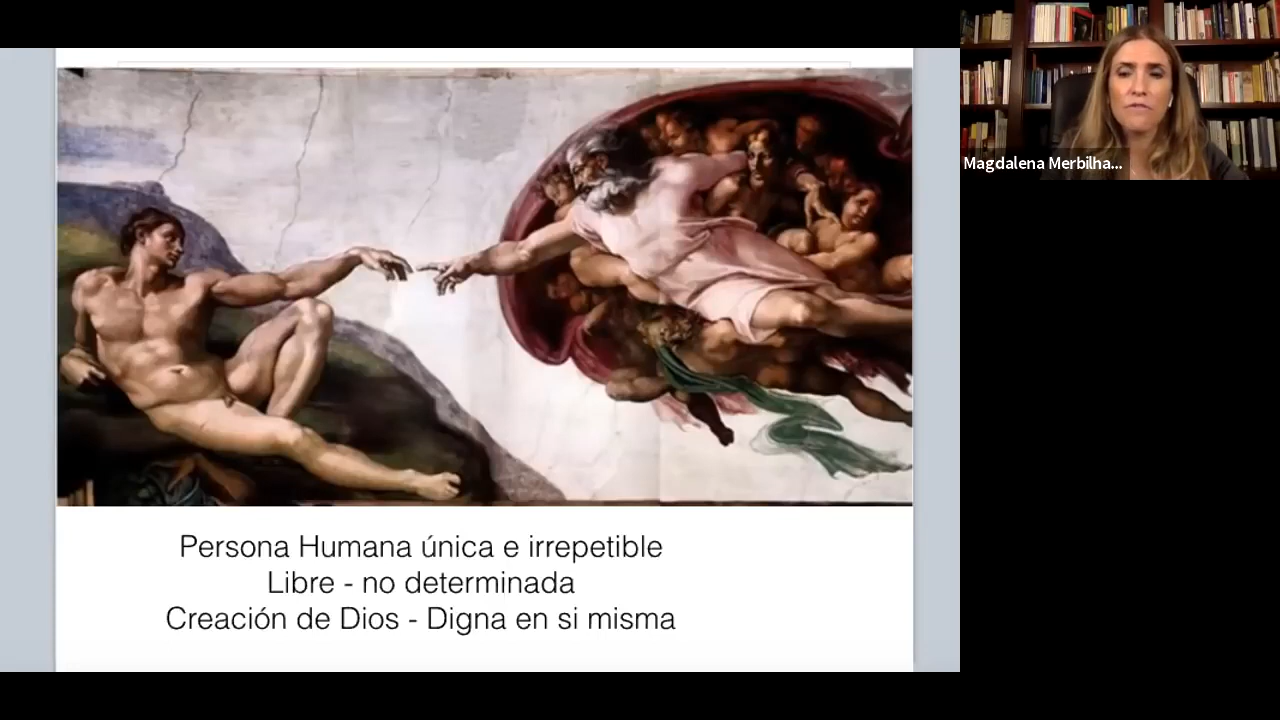 Persona Humana única e irrepetible
Libre - no determinada
Creación de Dios - Digna en si misma
Magdalena Merbilha...